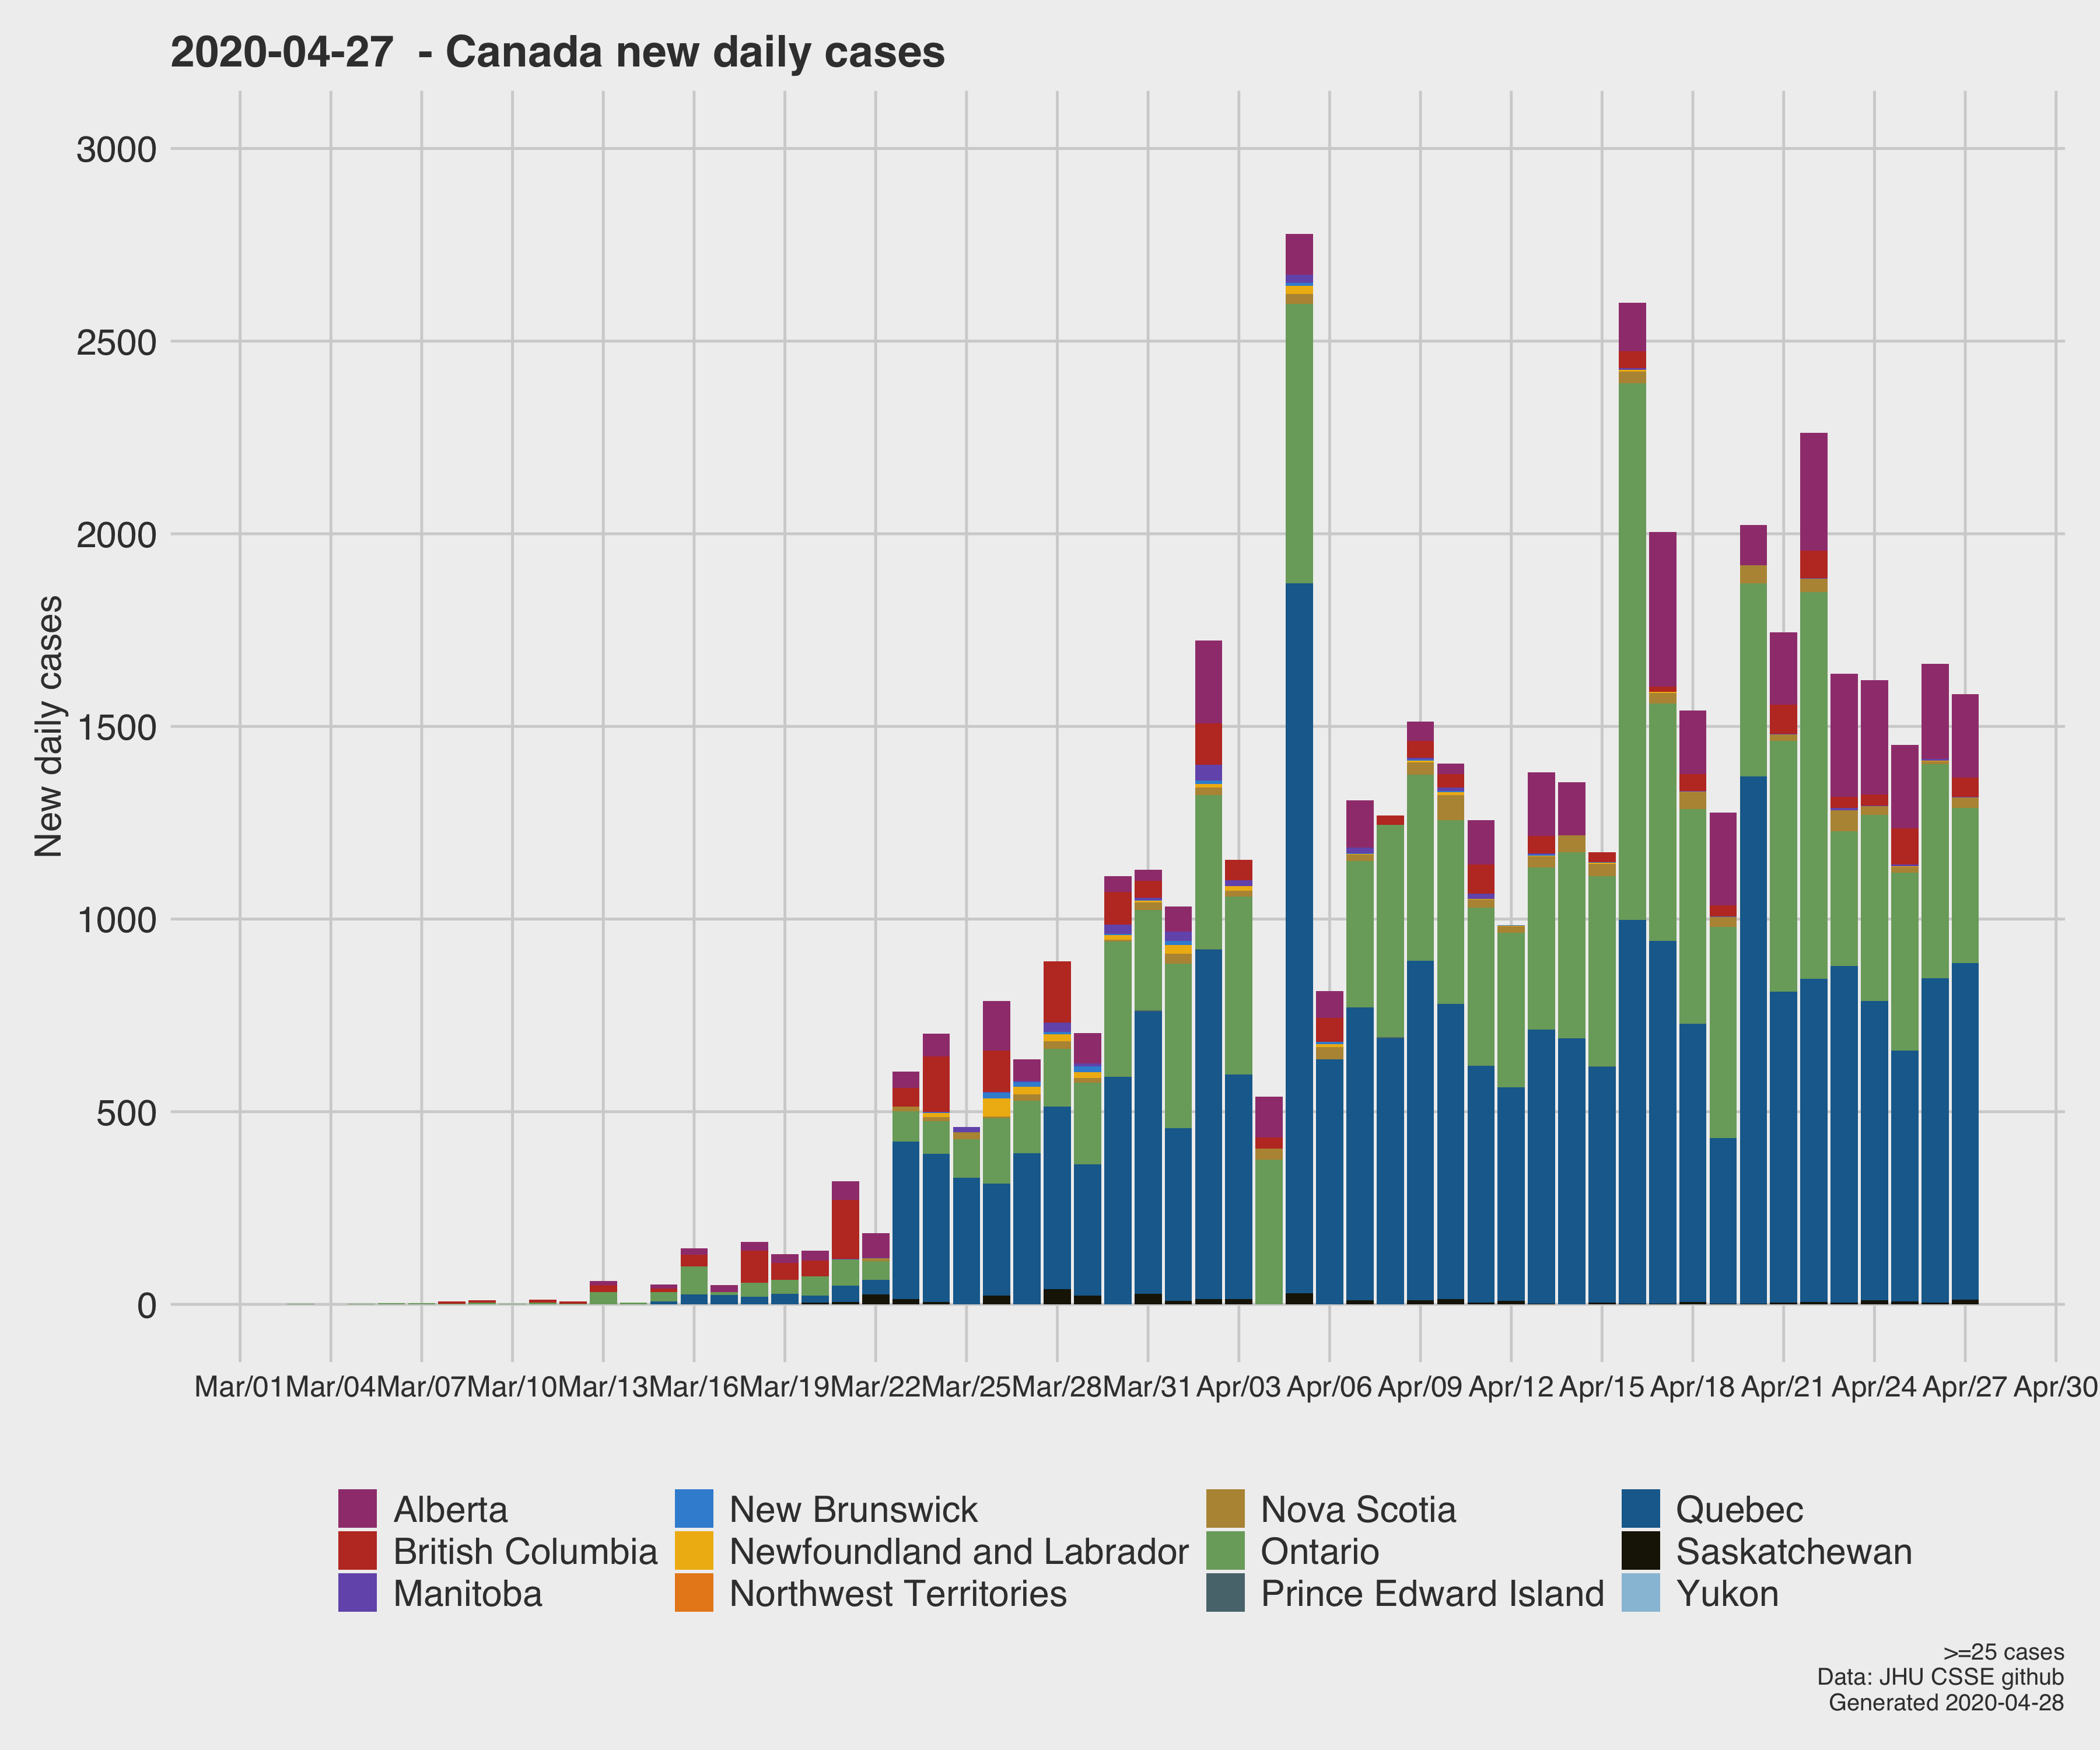 2020-04-27  - Canada new daily cases
New daily cases
3000
2500
2000
1500
1000
500
0
Mar/01 Mar/04 Mar/07 Mar/10 Mar/13 Mar/16 Mar/19 Mar/22 Mar/25 Mar/28 Mar/31 Apr/03 Apr/06 Apr/09 Apr/12 Apr/15 Apr/18 Apr/21 Apr/24 Apr/27 Apr/30
Alberta New Brunswick Nova Scotia Quebec
British Columbia Newfoundland and Labrador Ontario Saskatchewan
Manitoba Northwest Territories Prince Edward Island Yukon
>=25 cases
Data: JHU CSSE github
Generated 2020-04-28